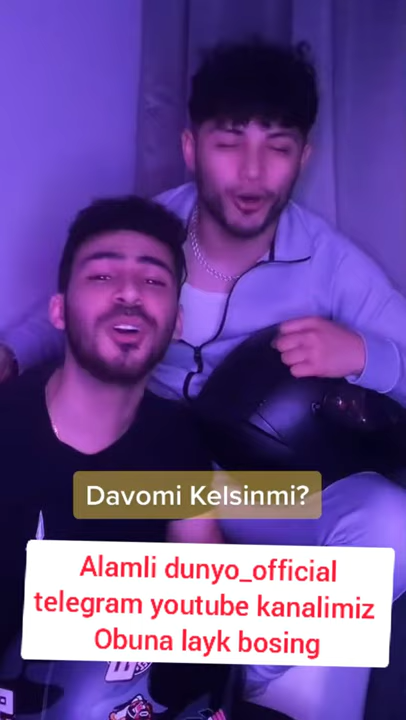 Davomi Kelsinmi?
Alamli dunyo_official
telegram youtube kanalimiz
Obuna layk bosing